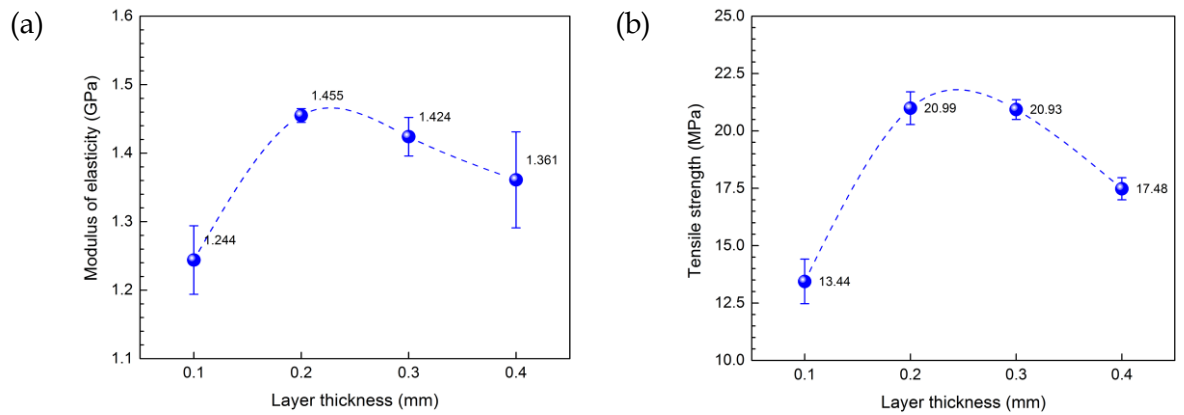 (a)
1.6
1.5
1.4
1.3
1.2
1.1
Modulus of elasticity (GPa)
1.244
1.455
1.424
1.361
0.1 0.2 0.3 0.4
Layer thickness (mm)
(b)
25.0
22.5
20.0
17.5
15.0
12.5
10.0
Tensile strength (MPa)
13.44
20.99
20.93
17.48
0.1 0.2 0.3 0.4
Layer thickness (mm)